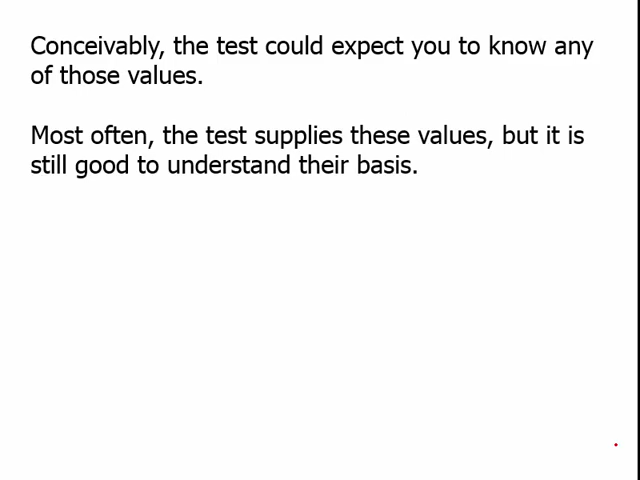 Conceivably, the test could expect you to know any
of those values.
Most often, the test supplies these values, but it is
still good to understand their basis.